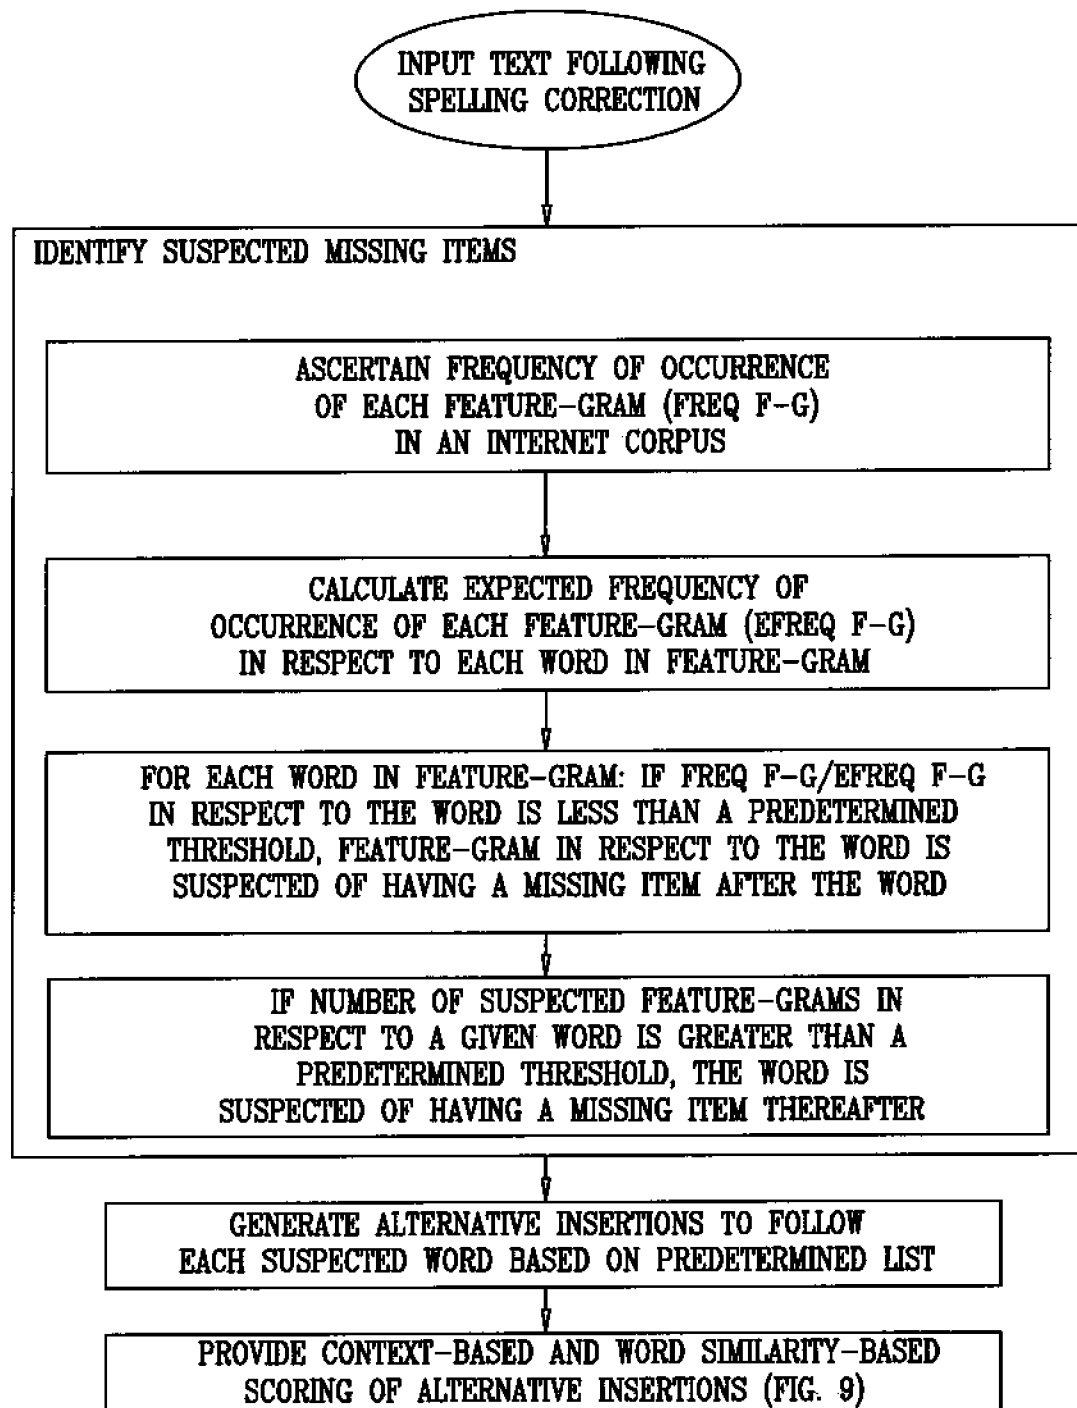 INPUT TEXT FOLLOWING
SPELLING CORRECTION
IDENTIFY SUSPECTED MISSING ITEMS
ASCERTAIN FREQUENCY OF OCCURRENCE
OF EACH FEATURE-GRAM (FREQ F-G)
IN AN INTERNET CORPUS
CALCULATE EXPECTED FREQUENCY OF
OCCURRENCE OF EACH FEATURE-GRAM (EFREQ F-G)
IN RESPECT TO EACH WORD IN FEATURE-GRAM
FOR EACH WORD IN FEATURE-GRAM: IF FREQ F-G/EFREQ F-G
IN RESPECT TO THE WORD IS LESS THAN A PREDETERMINED
THRESHOLD, FEATURE-GRAM IN RESPECT TO THE WORD IS
SUSPECTED OF HAVING A MISSING ITEM AFTER THE WORD
IF NUMBER OF SUSPECTED FEATURE-GRAMS IN
RESPECT TO A GIVEN WORD IS GREATER THAN A
PREDETERMINED THRESHOLD, THE WORD IS
SUSPECTED OF HAVING A MISSING ITEM THEREAFTER
GENERATE ALTERNATIVE INSERTIONS TO FOLLOW
EACH SUSPECTED WORD BASED ON PREDETERMINED LIST
PROVIDE CONTEXT-BASED AND WORD SIMILARITY-BASED
SCORING OF ALTERNATIVE INSERTIONS (FIG. 9)